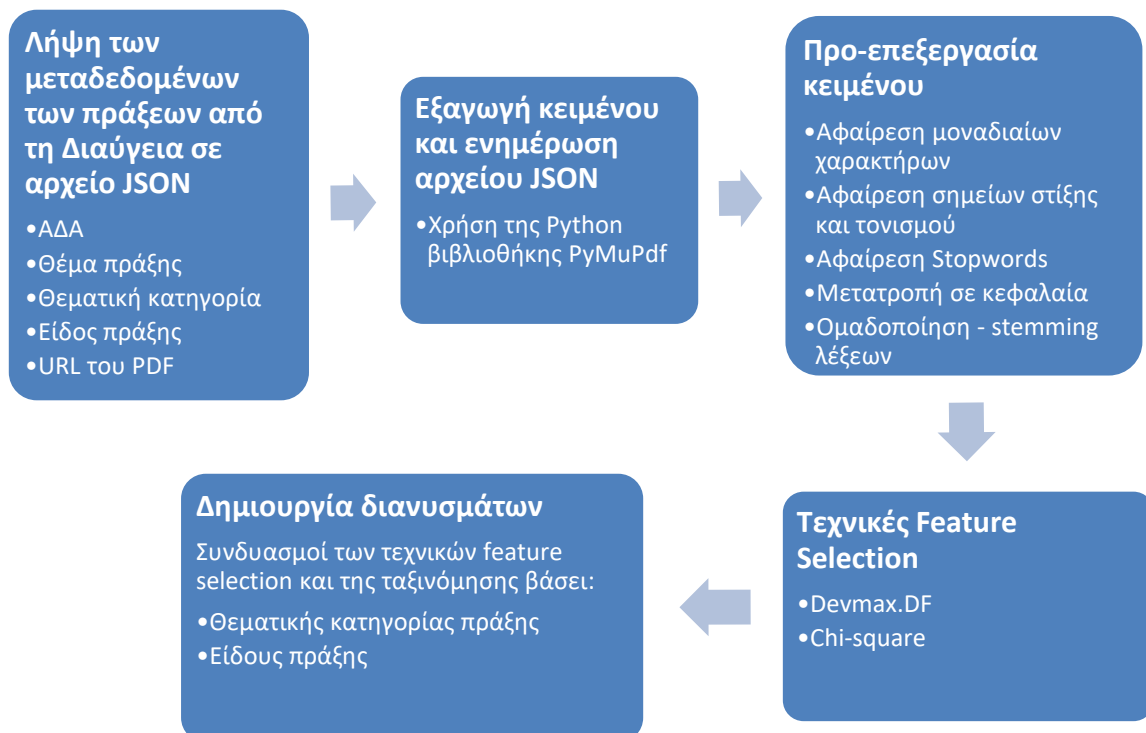 Λήψη των
μεταδεδομένων
των πράξεων από
τη Διαύγεια σε
αρχείο JSON
•ΑΔΑ
•Θέμα πράξης
•Θεματική κατηγορία
•Είδος πράξης
•URL του PDF
Εξαγωγή κειμένου
και ενημέρωση
αρχείου JSON
•Χρήση της Python
βιβλιοθήκης PyMuPdf
Προ-επεξεργασία
κειμένου
•Αφαίρεση μοναδιαίων
χαρακτήρων
•Αφαίρεση σημείων στίξης
και τονισμού
•Αφαίρεση Stopwords
•Μετατροπή σε κεφαλαία
•Ομαδοποίηση - stemming
λέξεων
Τεχνικές Feature
Selection
•Devmax.DF
•Chi-square
Δημιουργία διανυσμάτων
Συνδυασμοί των τεχνικών feature
selection και της ταξινόμησης βάσει:
•Θεματικής κατηγορίας πράξης
•Είδους πράξης